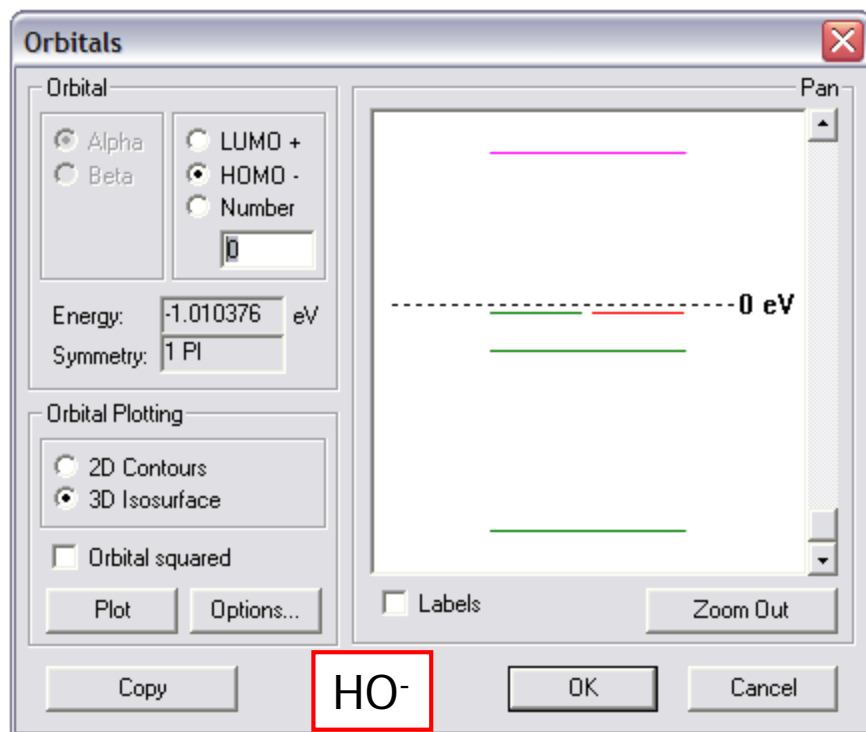 Orbitals
Orbital
Alpha
Beta
LUMO +
HOMO -
Number
0
Energy: -1.010376 eV
Symmetry: 1 PI
Orbital Plotting
2D Contours
3D Isosurface
Orbital squared
Plot Options...
Pan
0 eV
Labels Zoom Out
Copy HO⁻ OK Cancel